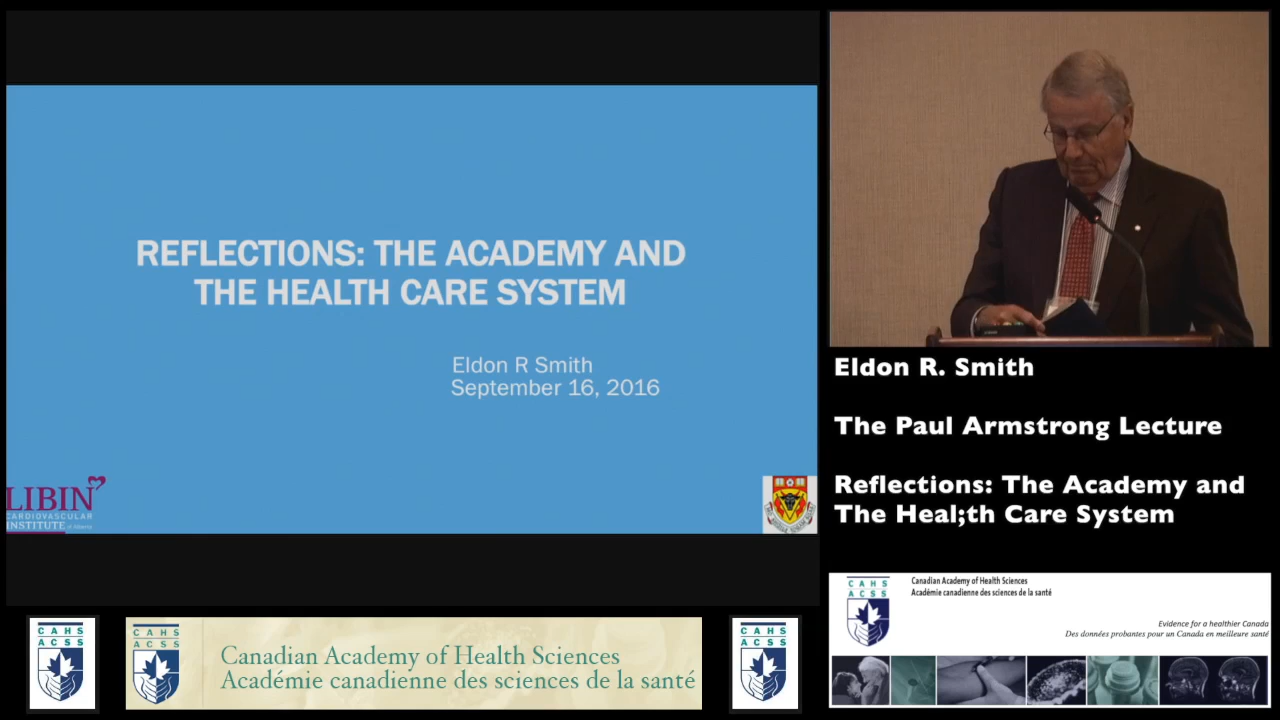 REFLECTIONS: THE ACADEMY AND
THE HEALTH CARE SYSTEM
Eldon R Smith
September 16, 2016
LIBIN
CARDIOVASCULAR
INSTITUTE of Alberta
Eldon R. Smith
The Paul Armstrong Lecture
Reflections: The Academy and
The Heal;th Care System
CAHS
ACSS
Canadian Academy of Health Sciences
Académie canadienne des sciences de la santé
Evidence for a healthier Canada
Des données probantes pour un Canada en meilleure santé
CAHS
ACSS
CAHS
ACSS
Canadian Academy of Health Sciences
Académie canadienne des sciences de la santé
CAHS
ACSS